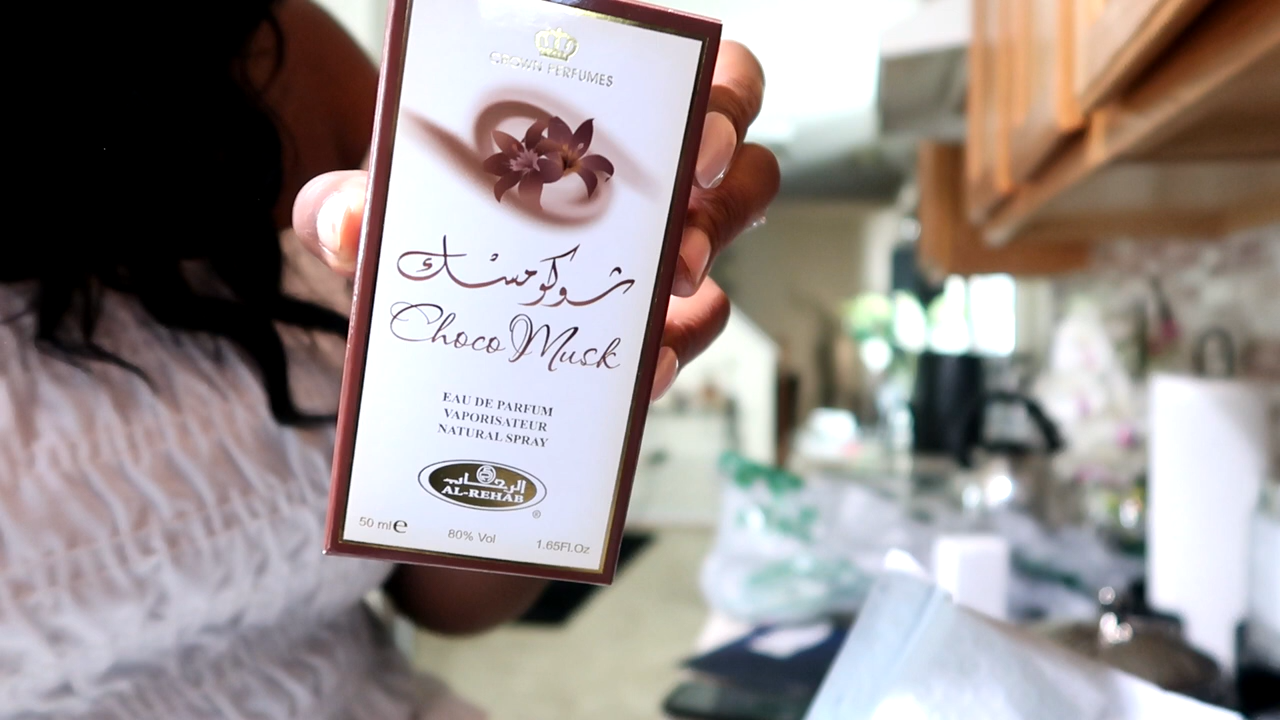 CROWN PERFUMES
شوكومسك
Choco Musk
EAU DE PARFUM
VAPORISATEUR
NATURAL SPRAY
الرحاب
AL-REHAB
®
50 ml e 80% Vol 1.65Fl.Oz